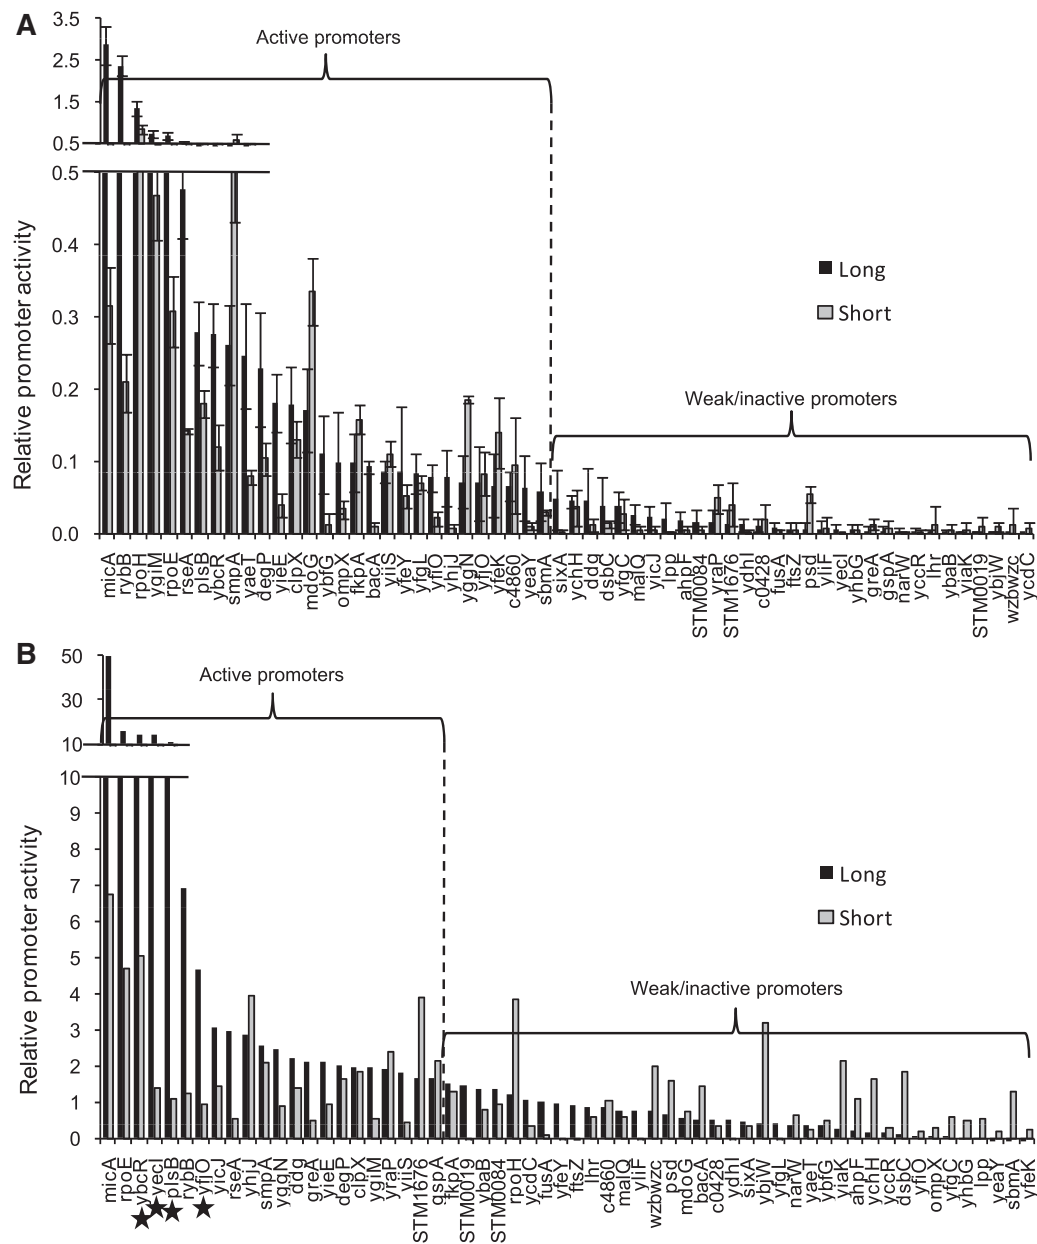 A
3.5
2.5
1.5
0.5
0.5
0.4
0.3
0.2
0.1
0.0
Relative promoter activity
Active promoters
Long
Short
Weak/inactive promoters
micA
rybB
rpoH
ygiM
rpoE
rseA
plsB
ybcR
smpA
yaeT
degP
yieE
clpX
mdoG
ybfG
ompX
fkpA
bacA
yiiS
yfeY
yfgL
yfiO
yhjJ
yggN
yfjO
yfeK
c4860
yeaY
sbmA
sixA
ychH
ddg
dsbC
yfgC
malQ
yicJ
lpp
ahpF
STM0084
yraP
STM1676
ydhI
c0428
fusA
ftsZ
psd
yliF
yecI
yhbG
greA
gspA
narW
yccR
lhr
ybaB
yiaK
STM0019
ybjW
wzbwzc
ycdC
B
50
30
10
10
9
8
7
6
5
4
3
2
1
0
Relative promoter activity
Active promoters
Long
Short
Weak/inactive promoters
micA
rpoE
ybcR
yecI
plsB
rybB
yfjO
yicJ
rseA
yhjJ
smpA
yggN
ddg
greA
yieE
degP
clpX
ygiM
yraP
yiiS
STM1676
gspA
fkpA
STM0019
ybaB
STM0084
rpoH
ycdC
fusA
yfeY
ftsZ
lhr
c4860
malQ
yliF
wzbwzc
psd
mdoG
bacA
c0428
ydhI
sixA
ybjW
yfgL
narW
yaeT
ybfG
yiaK
ahpF
ychH
yccR
dsbC
yfiO
ompX
yfgC
yhbG
lpp
yeaY
sbmA
yfeK